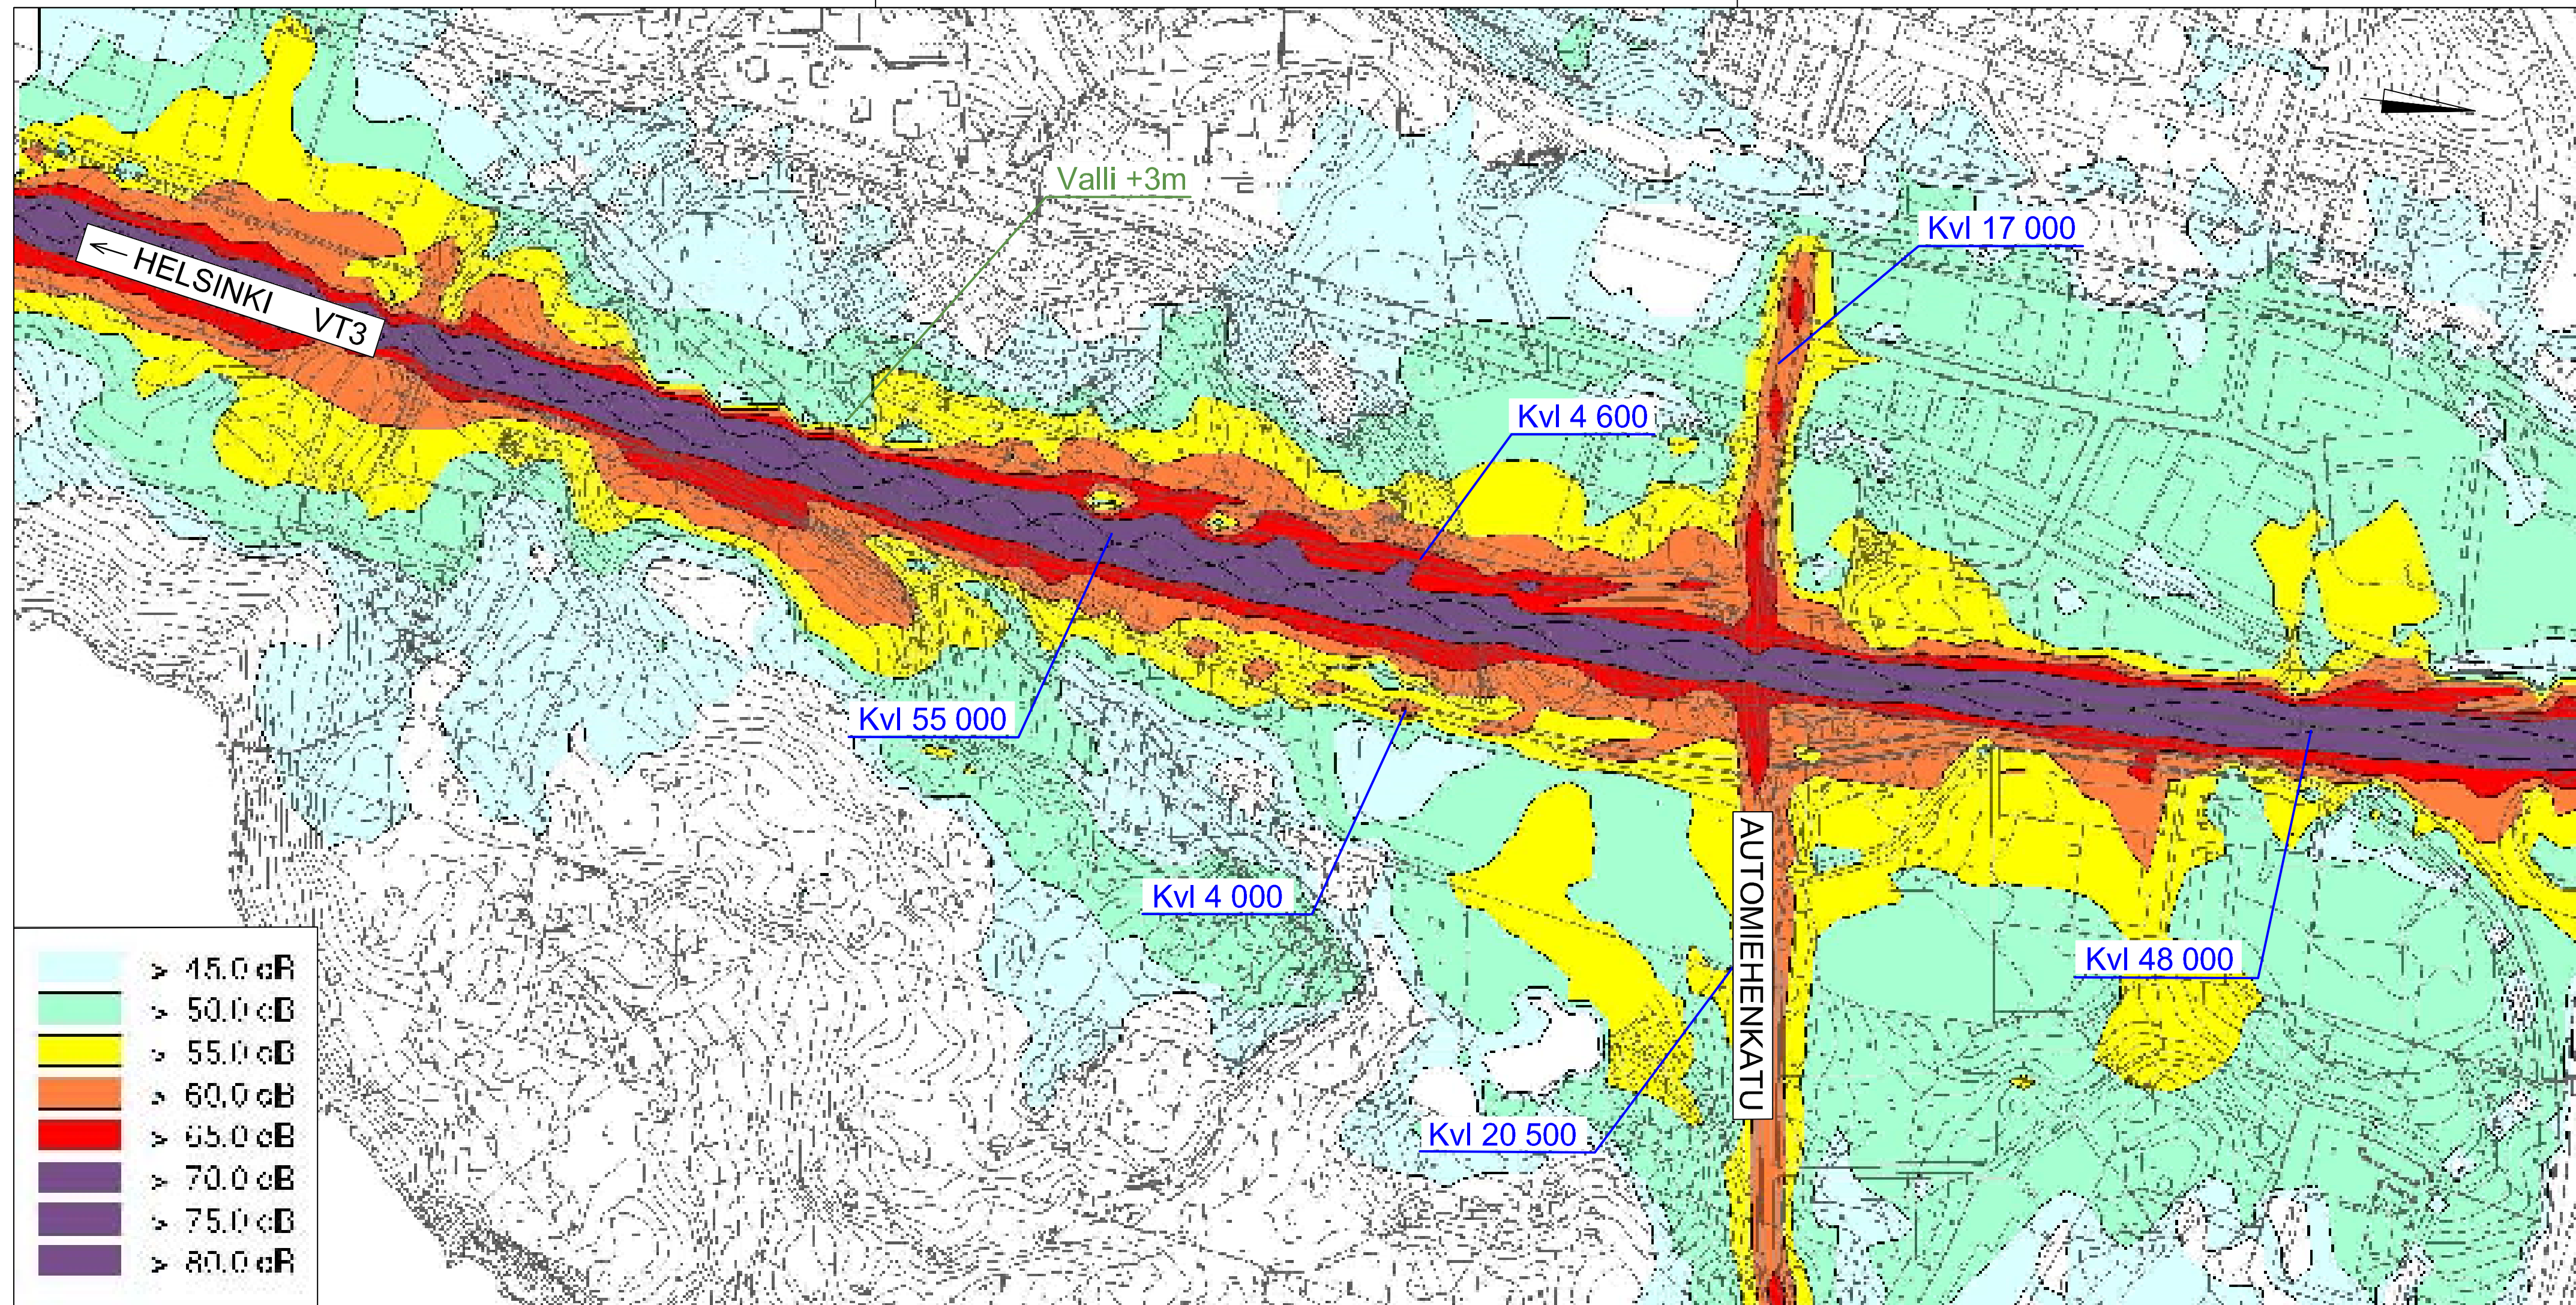 Valli +3m
Kvl 17 000
← HELSINKI VT3
Kvl 4 600
Kvl 55 000
Kvl 4 000
AUTOMIEHENKATU
Kvl 48 000
Kvl 20 500
> 45.0 dB
> 50.0 dB
> 55.0 dB
> 60.0 dB
> 65.0 dB
> 70.0 dB
> 75.0 dB
> 80.0 dB